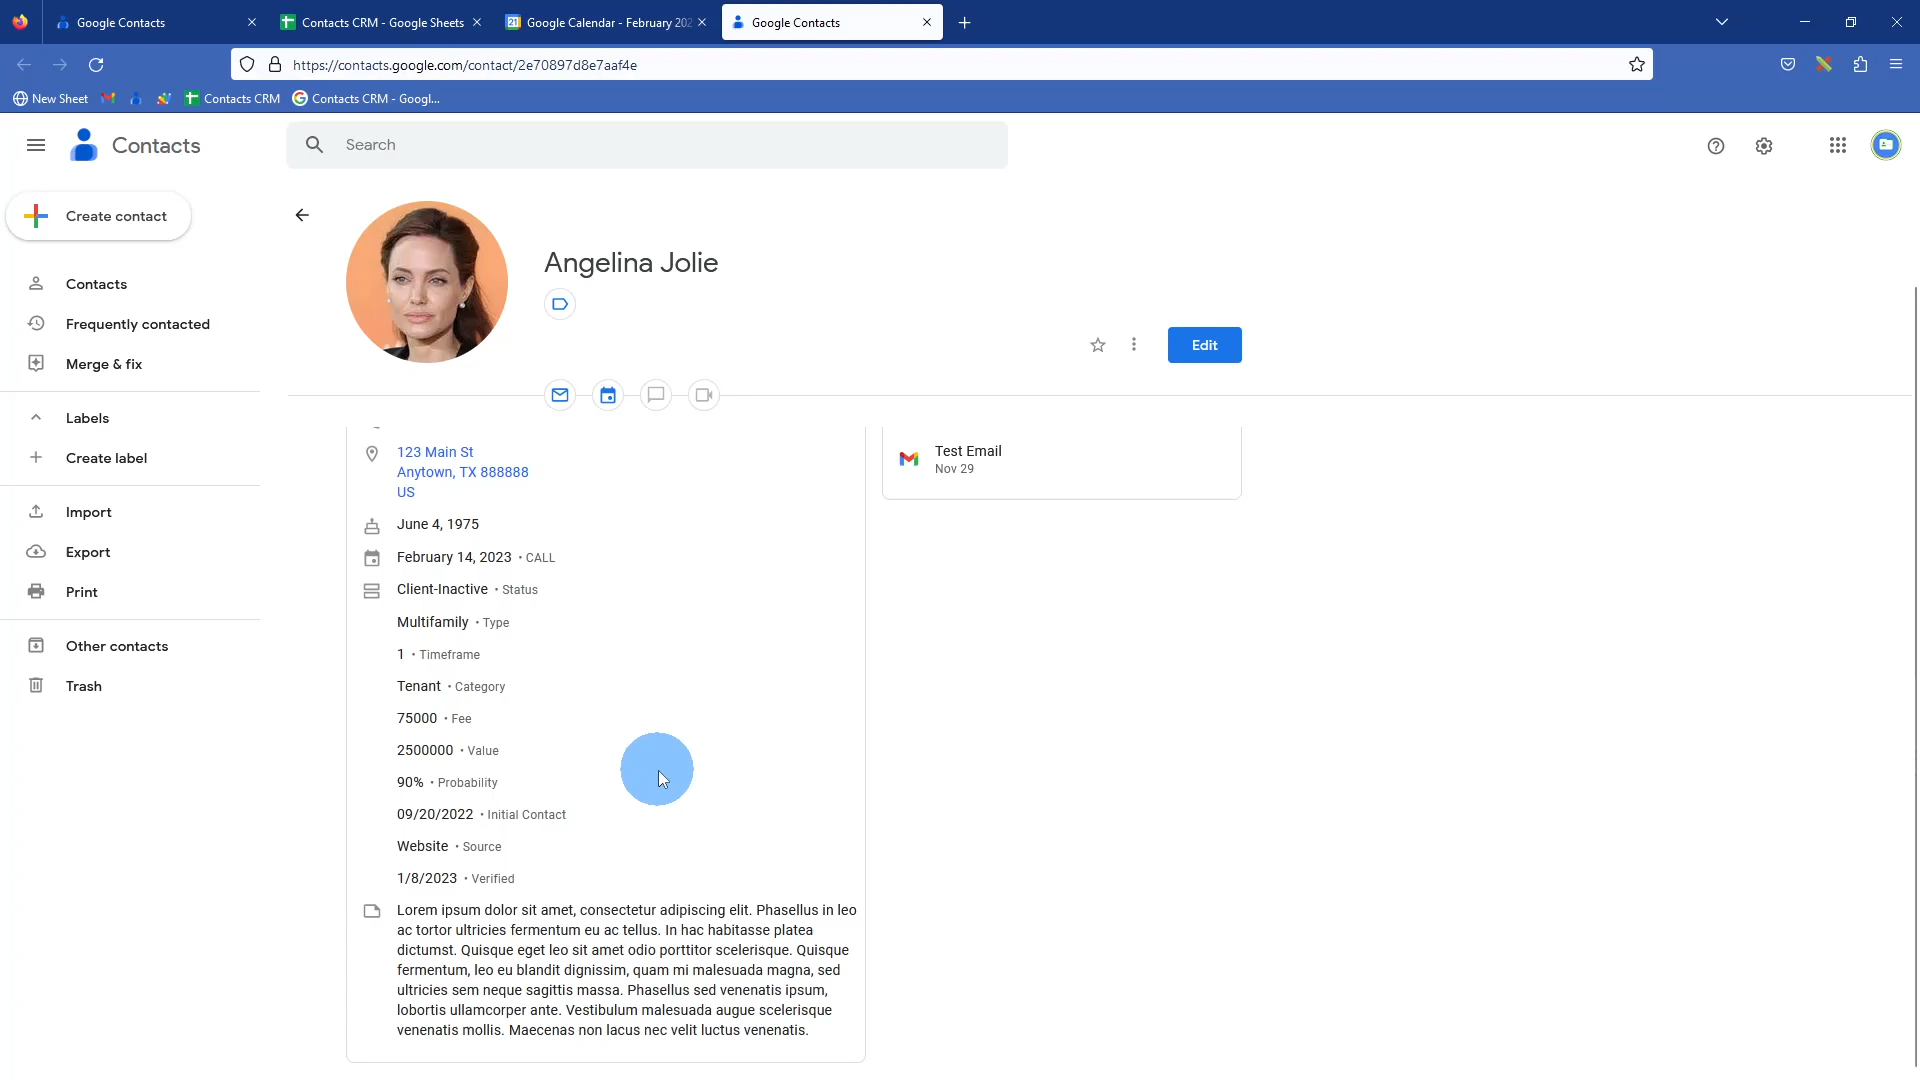 Google Contacts
Contacts CRM - Google Sheets
Google Calendar - February 202
Google Contacts
https://contacts.google.com/contact/2e70897d8e7aaf4e
New Sheet
Contacts CRM
Contacts CRM - Googl...
Contacts
Search
Create contact
Contacts
Frequently contacted
Merge & fix
Labels
Create label
Import
Export
Print
Other contacts
Trash
Angelina Jolie
Edit
123 Main St
Anytown, TX 888888
US
June 4, 1975
February 14, 2023 • CALL
Client-Inactive • Status
Multifamily • Type
1 • Timeframe
Tenant • Category
75000 • Fee
2500000 • Value
90% • Probability
09/20/2022 • Initial Contact
Website • Source
1/8/2023 • Verified
Lorem ipsum dolor sit amet, consectetur adipiscing elit. Phasellus in leo
ac tortor ultricies fermentum eu ac tellus. In hac habitasse platea
dictumst. Quisque eget leo sit amet odio porttitor scelerisque. Quisque
fermentum, leo eu blandit dignissim, quam mi malesuada magna, sed
ultricies sem neque sagittis massa. Phasellus sed venenatis ipsum,
lobortis ullamcorper ante. Vestibulum malesuada augue scelerisque
venenatis mollis. Maecenas non lacus nec velit luctus venenatis.
Test Email
Nov 29